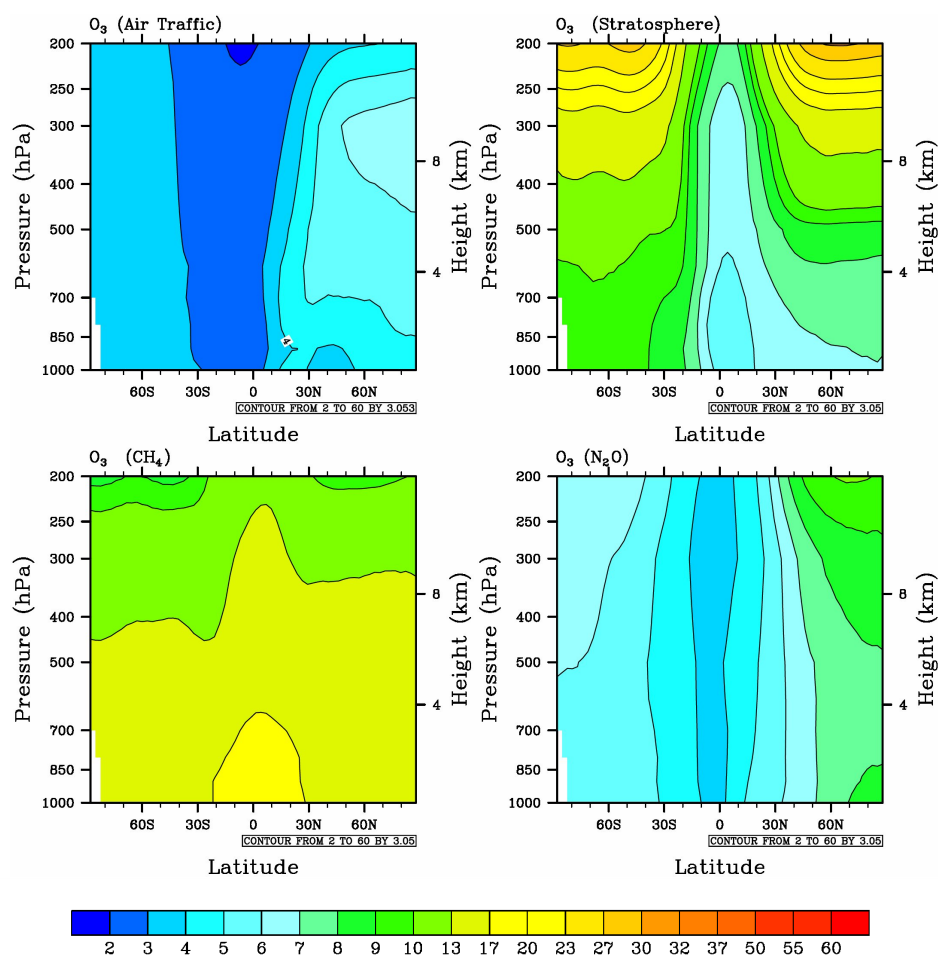 O₃ (Air Traffic)
200
250
300
400
500
700
850
1000
Pressure (hPa)
8
4
Height (km)
4
60S 30S 0 30N 60N
CONTOUR FROM 2 TO 60 BY 3.053
Latitude
O₃ (Stratosphere)
200
250
300
400
500
700
850
1000
Pressure (hPa)
8
4
Height (km)
60S 30S 0 30N 60N
CONTOUR FROM 2 TO 60 BY 3.05
Latitude
O₃ (CH₄)
200
250
300
400
500
700
850
1000
Pressure (hPa)
8
4
Height (km)
60S 30S 0 30N 60N
CONTOUR FROM 2 TO 60 BY 3.05
Latitude
O₃ (N₂O)
200
250
300
400
500
700
850
1000
Pressure (hPa)
8
4
Height (km)
60S 30S 0 30N 60N
CONTOUR FROM 2 TO 60 BY 3.05
Latitude
2 3 4 5 6 7 8 9 10 13 17 20 23 27 30 32 37 50 55 60